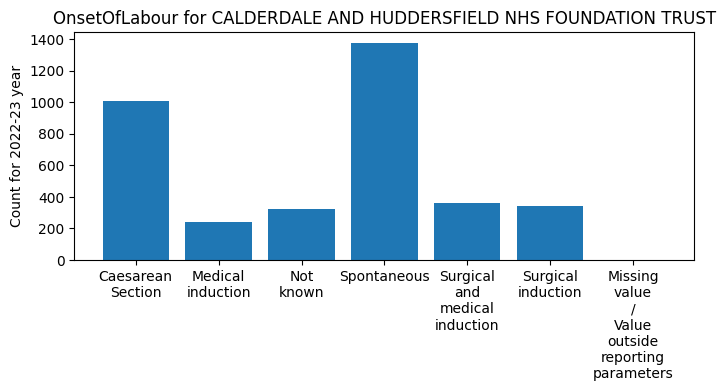 OnsetOfLabour for CALDERDALE AND HUDDERSFIELD NHS FOUNDATION TRUST
Count for 2022-23 year
1400
1200
1000
800
600
400
200
0
Caesarean
Section
Medical
induction
Not
known
Spontaneous
Surgical
and
medical
induction
Surgical
induction
Missing
value
/
Value
outside
reporting
parameters